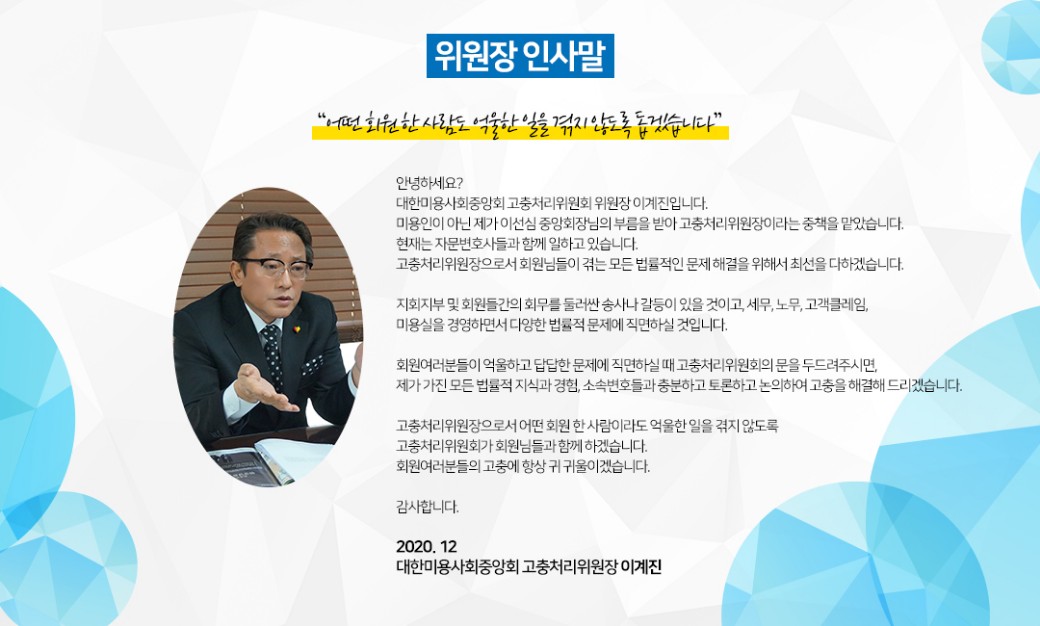 위원장 인사말
“어떤 회원 한 사람도 억울한 일을 겪지 않도록 돕겠습니다”
안녕하세요?
대한미용사회중앙회 고충처리위원회 위원장 이계진입니다.
미용인이 아닌 제가 이선심 중앙회장님의 부름을 받아 고충처리위원장이라는 중책을 맡았습니다.
현재는 자문변호사들과 함께 일하고 있습니다.
고충처리위원장으로서 회원님들이 겪는 모든 법률적인 문제 해결을 위해서 최선을 다하겠습니다.
지회지부 및 회원들간의 회무를 둘러싼 송사나 갈등이 있을 것이고, 세무, 노무, 고객클레임,
미용실을 경영하면서 다양한 법률적 문제에 직면하실 것입니다.
회원여러분들이 억울하고 답답한 문제에 직면하실 때 고충처리위원회의 문을 두드려주시면,
제가 가진 모든 법률적 지식과 경험, 소속변호들과 충분하고 토론하고 논의하여 고충을 해결해 드리겠습니다.
고충처리위원장으로서 어떤 회원 한 사람이라도 억울한 일을 겪지 않도록
고충처리위원회가 회원님들과 함께 하겠습니다.
회원여러분들의 고충에 항상 귀 귀울이겠습니다.
감사합니다.
2020. 12
대한미용사회중앙회 고충처리위원장 이계진